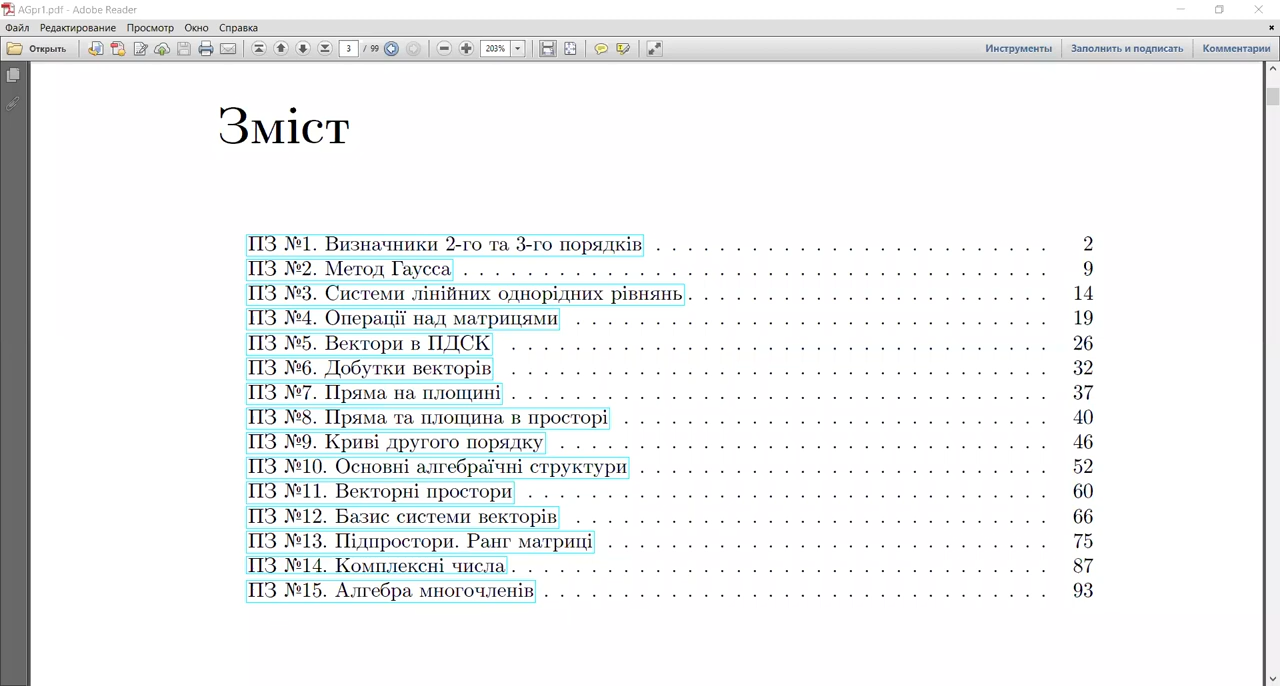 AGpr1.pdf - Adobe Reader
Файл Редактирование Просмотр Окно Справка
Открыть 3 / 99 203% Инструменты Заполнить и подписать Комментарии
Зміст
ПЗ №1. Визначники 2-го та 3-го порядків . . . . . . . . . . . . . . . . . . . . . . . . . 2
ПЗ №2. Метод Гаусса . . . . . . . . . . . . . . . . . . . . . . . . . . . . . . . . . . . . . 9
ПЗ №3. Системи лінійних однорідних рівнянь . . . . . . . . . . . . . . . . . . . . . . . 14
ПЗ №4. Операції над матрицями . . . . . . . . . . . . . . . . . . . . . . . . . . . . . . 19
ПЗ №5. Вектори в ПДСК . . . . . . . . . . . . . . . . . . . . . . . . . . . . . . . . . . 26
ПЗ №6. Добутки векторів . . . . . . . . . . . . . . . . . . . . . . . . . . . . . . . . . . 32
ПЗ №7. Пряма на площині . . . . . . . . . . . . . . . . . . . . . . . . . . . . . . . . . . 37
ПЗ №8. Пряма та площина в просторі . . . . . . . . . . . . . . . . . . . . . . . . . . . 40
ПЗ №9. Криві другого порядку . . . . . . . . . . . . . . . . . . . . . . . . . . . . . . . 46
ПЗ №10. Основні алгебраїчні структури . . . . . . . . . . . . . . . . . . . . . . . . . . 52
ПЗ №11. Векторні простори . . . . . . . . . . . . . . . . . . . . . . . . . . . . . . . . . 60
ПЗ №12. Базис системи векторів . . . . . . . . . . . . . . . . . . . . . . . . . . . . . . 66
ПЗ №13. Підпростори. Ранг матриці . . . . . . . . . . . . . . . . . . . . . . . . . . . . 75
ПЗ №14. Комплексні числа . . . . . . . . . . . . . . . . . . . . . . . . . . . . . . . . . . 87
ПЗ №15. Алгебра многочленів . . . . . . . . . . . . . . . . . . . . . . . . . . . . . . . . 93